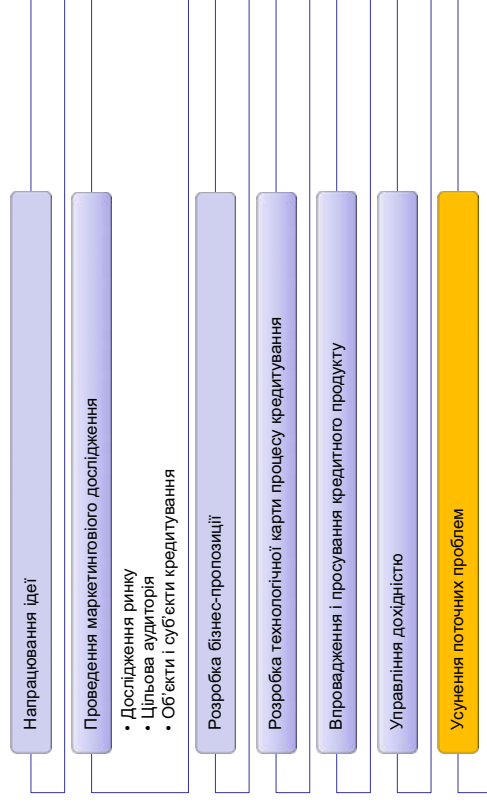 Напрацювання ідеї
Проведення маркетинговіого дослідження
• Дослідження ринку
• Цільова аудиторія
• Об’єкти і суб’єкти кредитування
Розробка бізнес-пропозиції
Розробка технологічної карти процесу кредитування
Впровадження і просування кредитного продукту
Управління дохідністю
Усунення поточних проблем